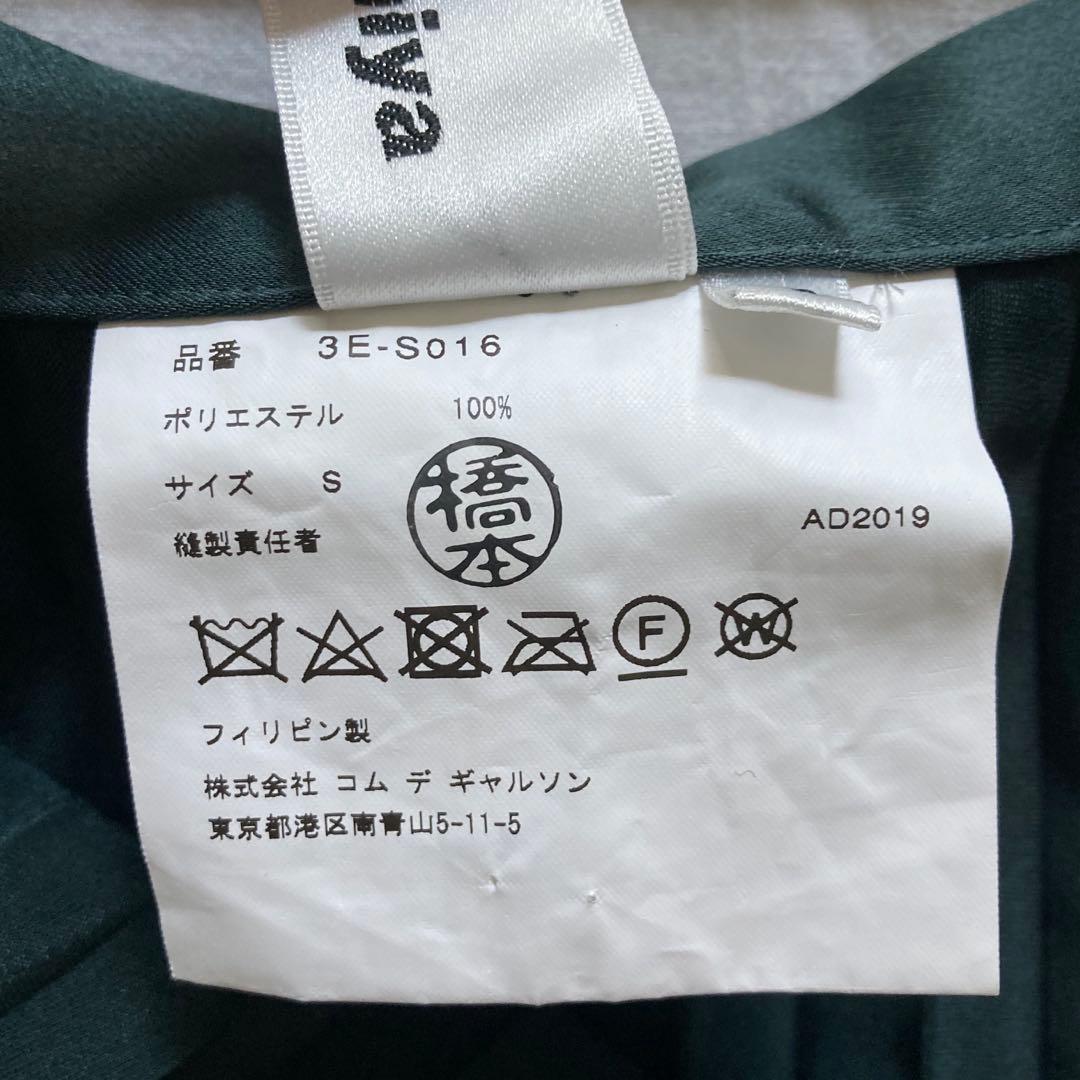 iya
品番 3E-S016
ポリエステル 100%
サイズ S
縫製責任者 橋本
AD2019
F W
フィリピン製
株式会社 コム デ ギャルソン
東京都港区南青山5-11-5